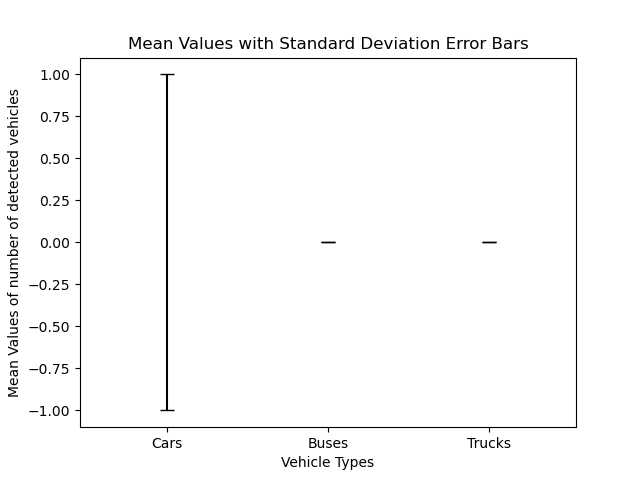 Mean Values with Standard Deviation Error Bars
Mean Values of number of detected vehicles
1.00
0.75
0.50
0.25
0.00
−0.25
−0.50
−0.75
−1.00
Cars Buses Trucks
Vehicle Types